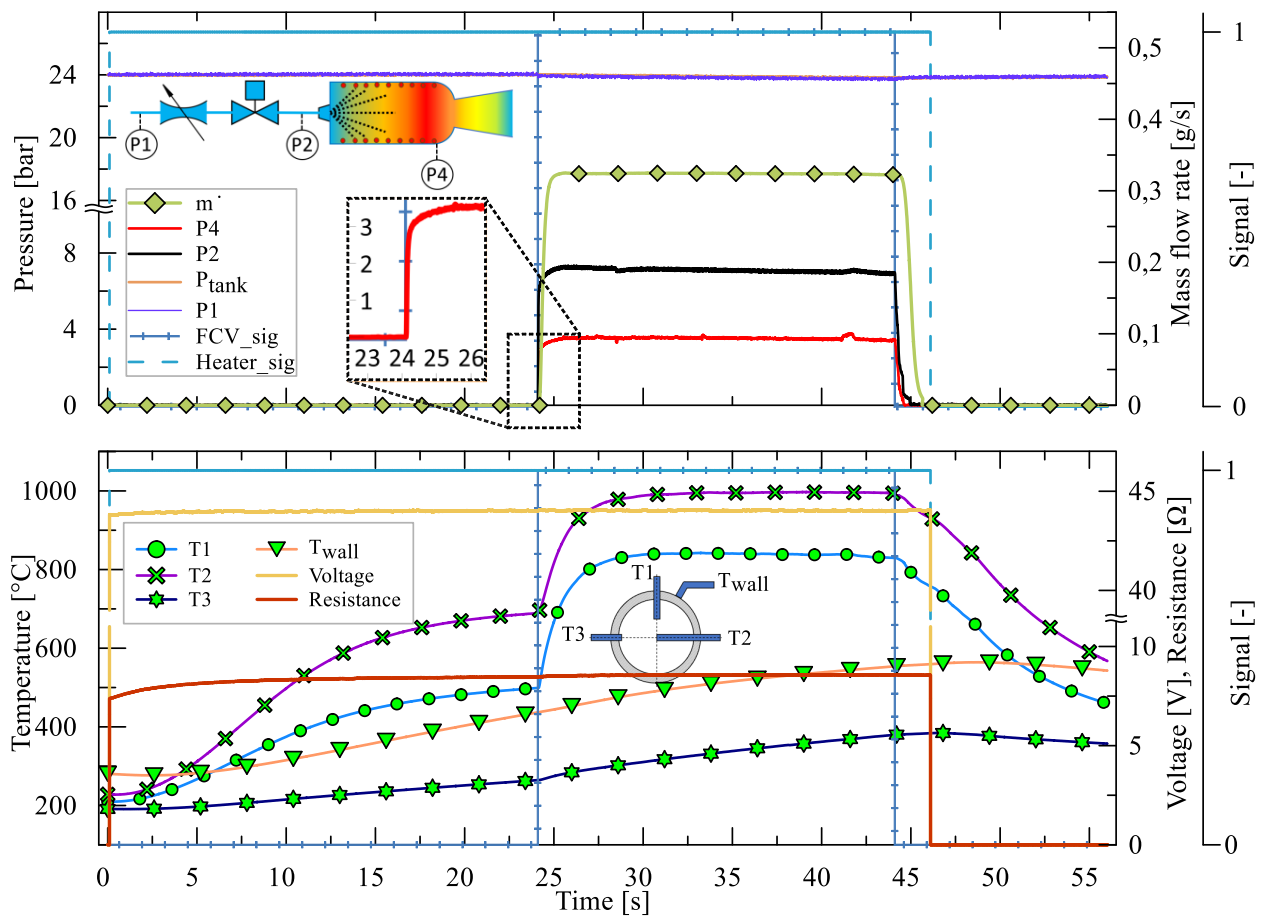 24
20
16
8
4
0
Pressure [bar]
P1
P2
P4
m˙
P4
P2
P_tank
P1
FCV_sig
Heater_sig
3
2
1
23
24
25
26
0,5
0,4
0,3
0,2
0,1
0
Mass flow rate [g/s]
1
0
Signal [-]
1000
800
600
400
200
Temperature [°C]
T1
T2
T3
T_wall
Voltage
Resistance
T1
T_wall
T3
T2
45
40
10
5
0
Voltage [V], Resistance [Ω]
1
0
Signal [-]
0 5 10 15 20 25 30 35 40 45 50 55
Time [s]